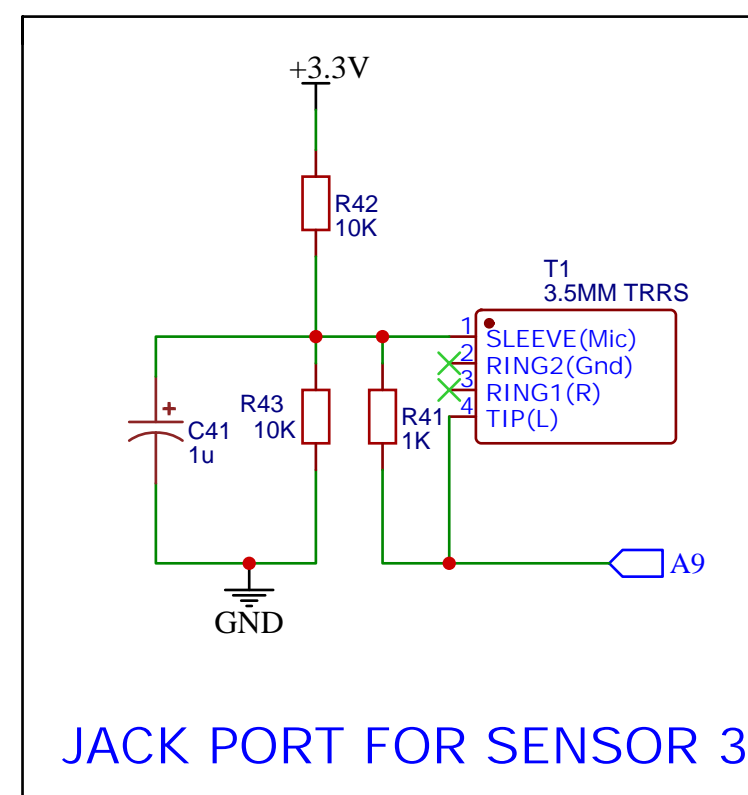 +3.3V
R42
10K
T1
3.5MM TRRS
1
SLEEVE(Mic)
2
RING2(Gnd)
3
RING1(R)
4
TIP(L)
+
C41
1u
R43
10K
R41
1K
A9
GND
JACK PORT FOR SENSOR 3